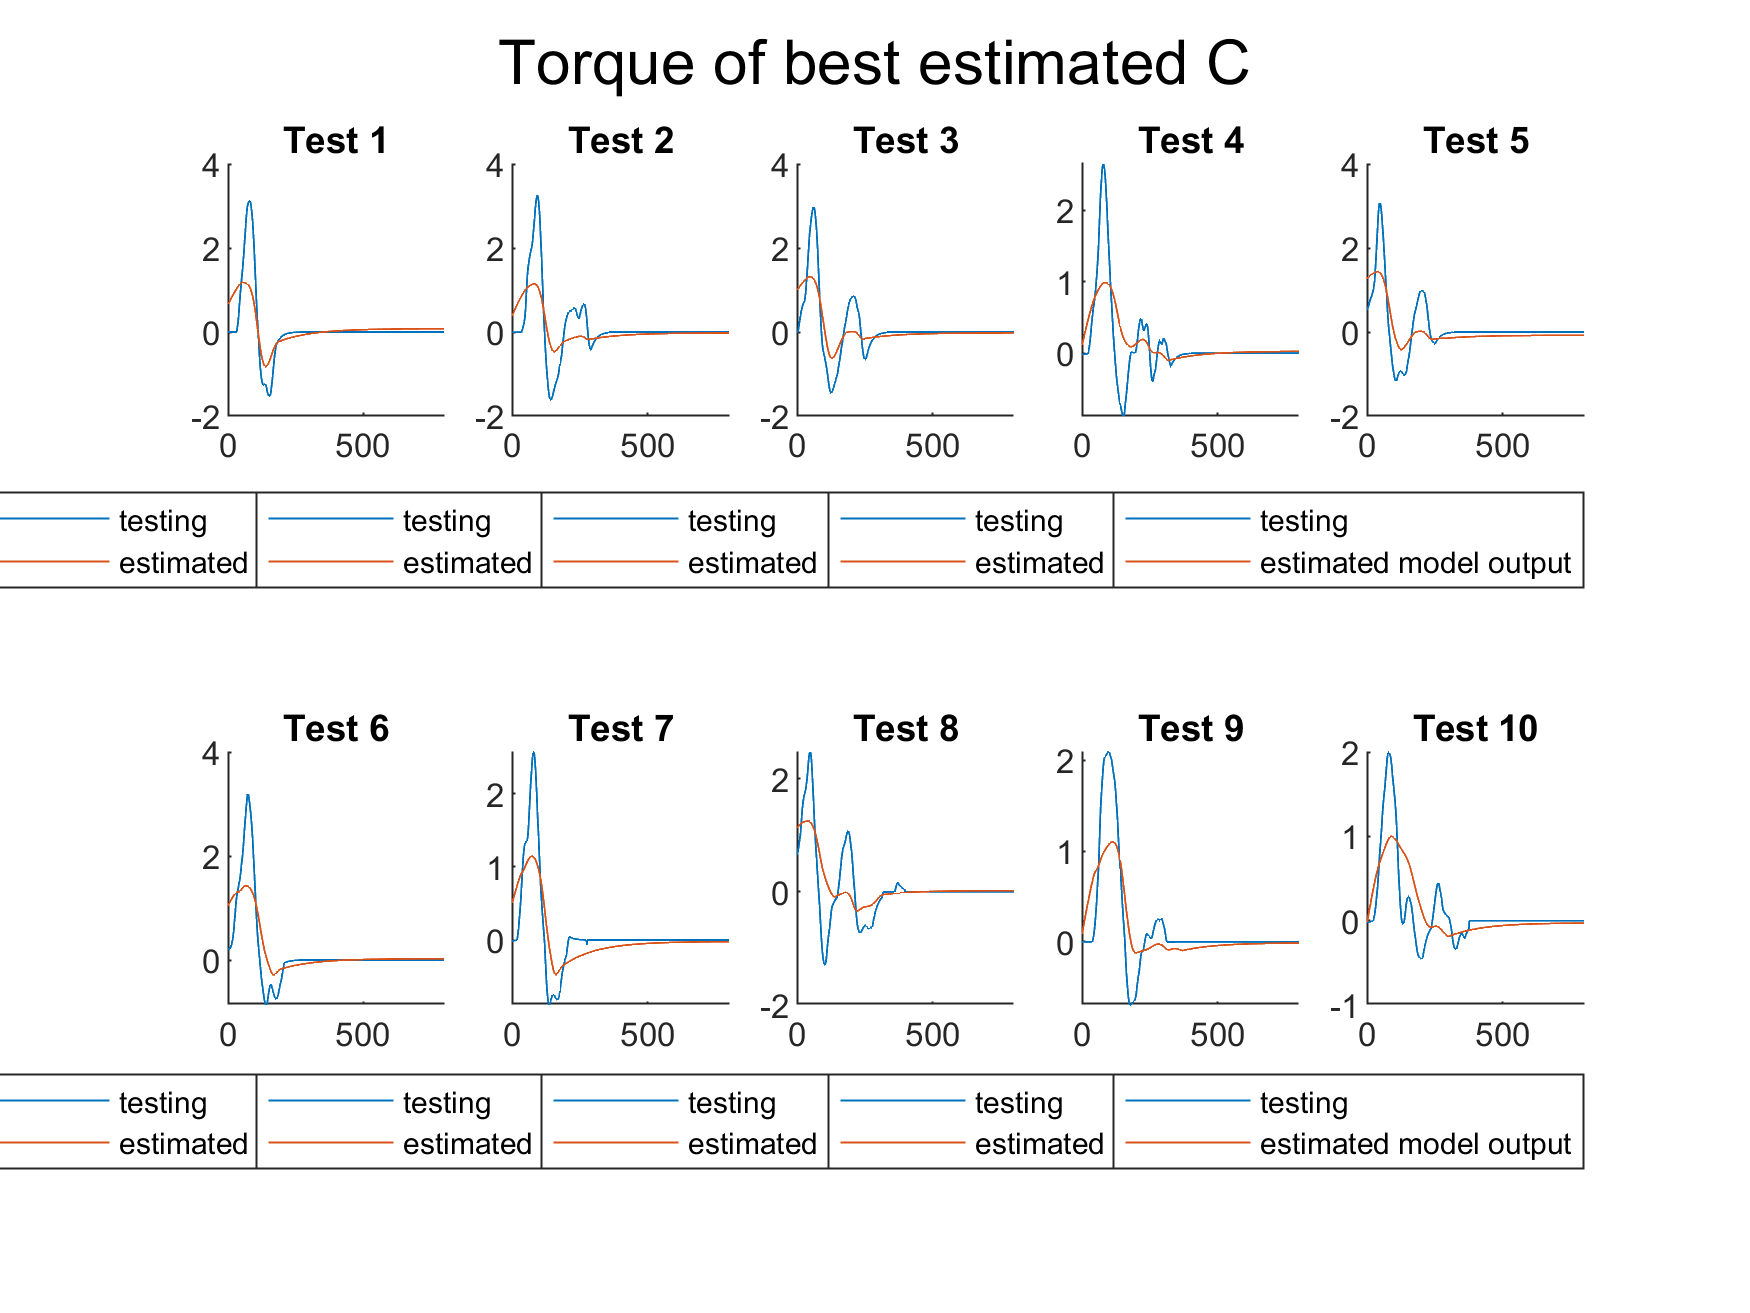 Torque of best estimated C
Test 1 Test 2 Test 3 Test 4 Test 5
4 4 4 2 4
2 2 2 1 2
0 0 0 0 0
-2 -2 -2 -2
0 500 0 500 0 500 0 500 0 500
testing testing testing testing testing
estimated estimated estimated estimated estimated model output
Test 6 Test 7 Test 8 Test 9 Test 10
4 2 2 2 2
2 1 0 1 1
0 0 -2 0 0
-1
0 500 0 500 0 500 0 500 0 500
testing testing testing testing testing
estimated estimated estimated estimated estimated model output